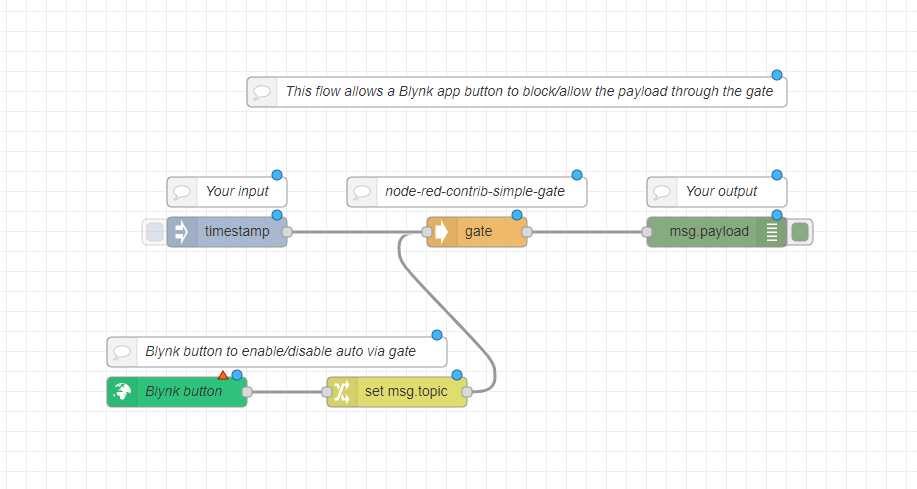 This flow allows a Blynk app button to block/allow the payload through the gate
Your input
node-red-contrib-simple-gate
Your output
timestamp
gate
msg.payload
Blynk button to enable/disable auto via gate
Blynk button
set msg.topic